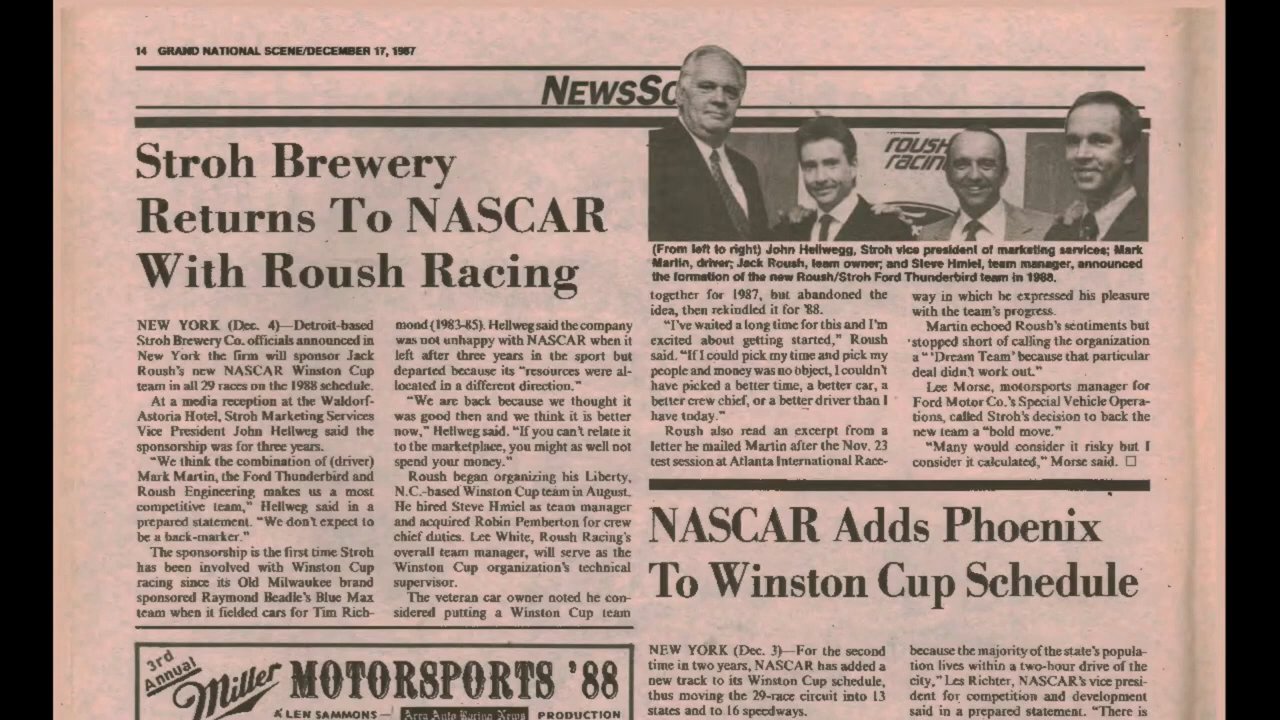 14 GRAND NATIONAL SCENE/DECEMBER 17, 1987
NEWSSC
Stroh Brewery
Returns To NASCAR
With Roush Racing
NEW YORK (Dec. 4)—Detroit-based
Stroh Brewery Co. officials announced in
New York the firm will sponsor Jack
Roush's new NASCAR Winston Cup
team in all 29 races on the 1988 schedule.
At a media reception at the Waldorf-
Astoria Hotel, Stroh Marketing Services
Vice President John Hellweg said the
sponsorship was for three years.
"We think the combination of (driver)
Mark Martin, the Ford Thunderbird and
Roush Engineering makes us a most
competitive team," Hellweg said in a
prepared statement. "We don't expect to
be a back-marker."
The sponsorship is the first time Stroh
has been involved with Winston Cup
racing since its Old Milwaukee brand
sponsored Raymond Beadle's Blue Max
team when it fielded cars for Tim Rich-
mond (1983-85). Hellweg said the company
was not unhappy with NASCAR when it
left after three years in the sport but
departed because its "resources were al-
located in a different direction."
"We are back because we thought it
was good then and we think it is better
now," Hellweg said. "If you can't relate it
to the marketplace, you might as well not
spend your money."
Roush began organizing his Liberty,
N.C.-based Winston Cup team in August.
He hired Steve Hmiel as team manager
and acquired Robin Pemberton for crew
chief duties. Lee White, Roush Racing's
overall team manager, will serve as the
Winston Cup organization's technical
supervisor.
The veteran car owner noted he con-
sidered putting a Winston Cup team
roush
racin
(From left to right) John Hellwegg, Stroh vice president of marketing services; Mark
Martin, driver; Jack Roush, team owner; and Steve Hmiel, team manager, announced
the formation of the new Roush/Stroh Ford Thunderbird team in 1988.
together for 1987, but abandoned the
idea, then rekindled it for '88.
"I've waited a long time for this and I'm
excited about getting started," Roush
said. "If I could pick my time and pick my
people and money was no object, I couldn't
have picked a better time, a better car, a
better crew chief, or a better driver than I
have today."
Roush also read an excerpt from a
letter he mailed Martin after the Nov. 23
test session at Atlanta International Race-
way in which he expressed his pleasure
with the team's progress.
Martin echoed Roush's sentiments but
stopped short of calling the organization
a "'Dream Team' because that particular
deal didn't work out."
Lee Morse, motorsports manager for
Ford Motor Co.'s Special Vehicle Opera-
tions, called Stroh's decision to back the
new team a "bold move."
"Many would consider it risky but I
consider it calculated," Morse said. □
NASCAR Adds Phoenix
To Winston Cup Schedule
NEW YORK (Dec. 3)—For the second
time in two years, NASCAR has added a
new track to its Winston Cup schedule,
thus moving the 29-race circuit into 13
states and to 16 speedways.
because the majority of the state's popula-
tion lives within a two-hour drive of the
city," Les Richter, NASCAR's vice presi-
dent for competition and development
said in a prepared statement. "There is
3rd
Annual
Miller
MOTORSPORTS '88
A LEN SAMMONS — Area Auto Racing News PRODUCTION